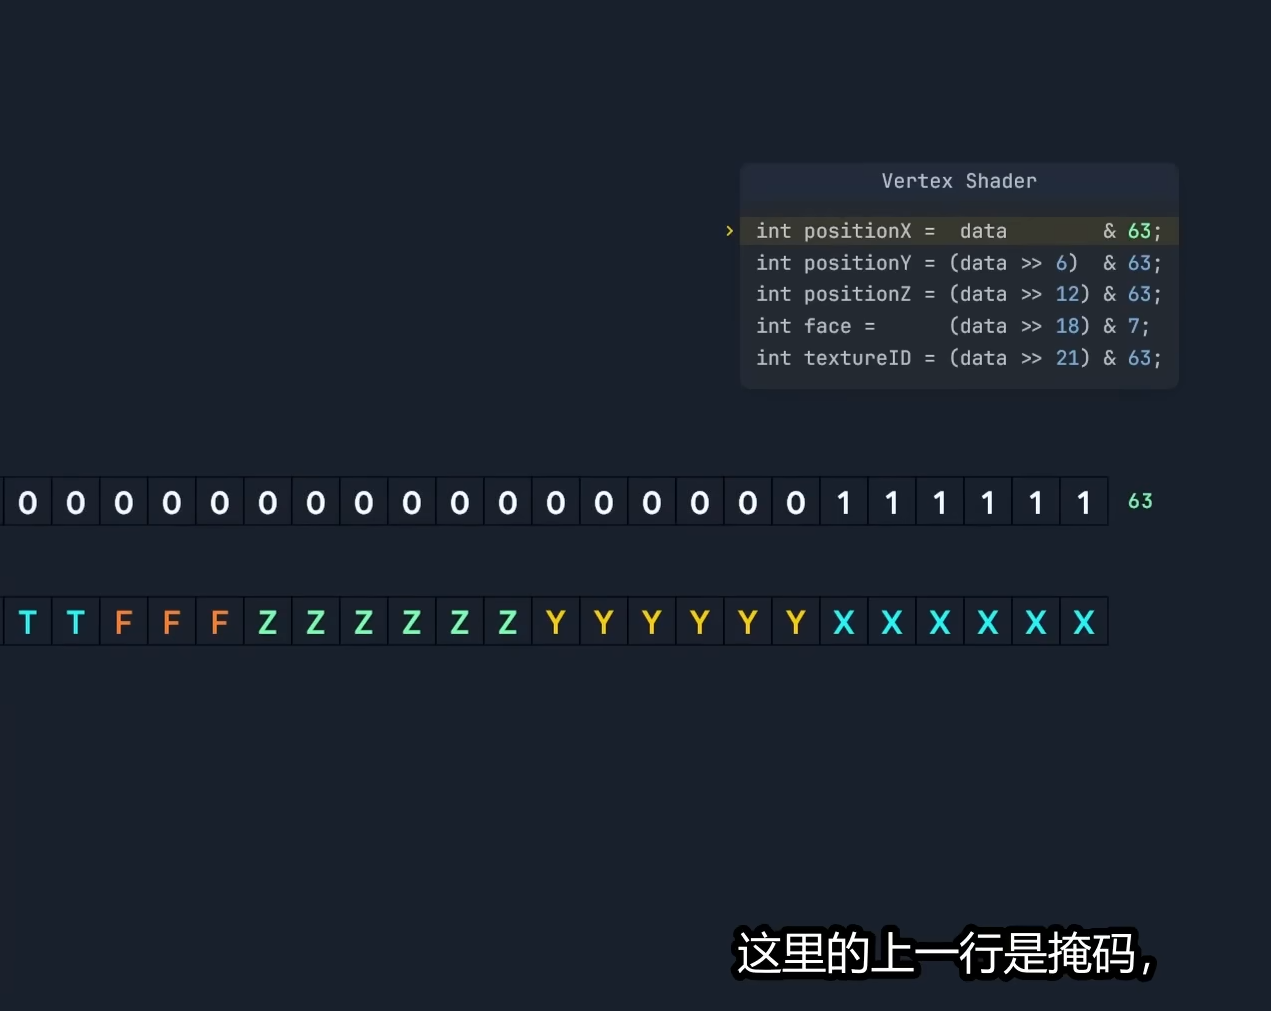 Vertex Shader
› int positionX =  data        & 63;
int positionY = (data >> 6)  & 63;
int positionZ = (data >> 12) & 63;
int face =      (data >> 18) & 7;
int textureID = (data >> 21) & 63;
0 0 0 0 0 0 0 0 0 0 0 0 0 0 0 0 0 1 1 1 1 1 1 63
T T F F F Z Z Z Z Z Z Y Y Y Y Y Y X X X X X X
这里的上一行是掩码,